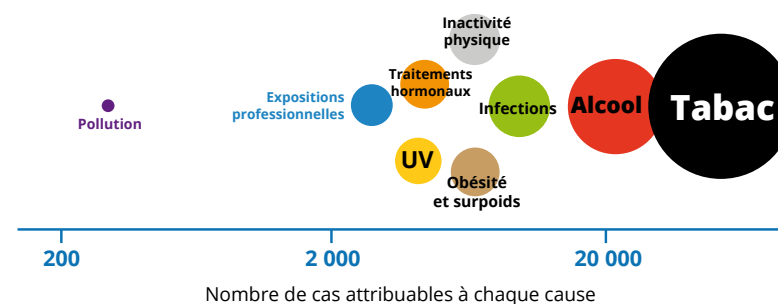 Inactivité
physique
Traitements
hormonaux
Expositions
professionnelles
Pollution
Infections
Alcool
Tabac
UV
Obésité
et surpoids
200
2 000
20 000
Nombre de cas attribuables à chaque cause